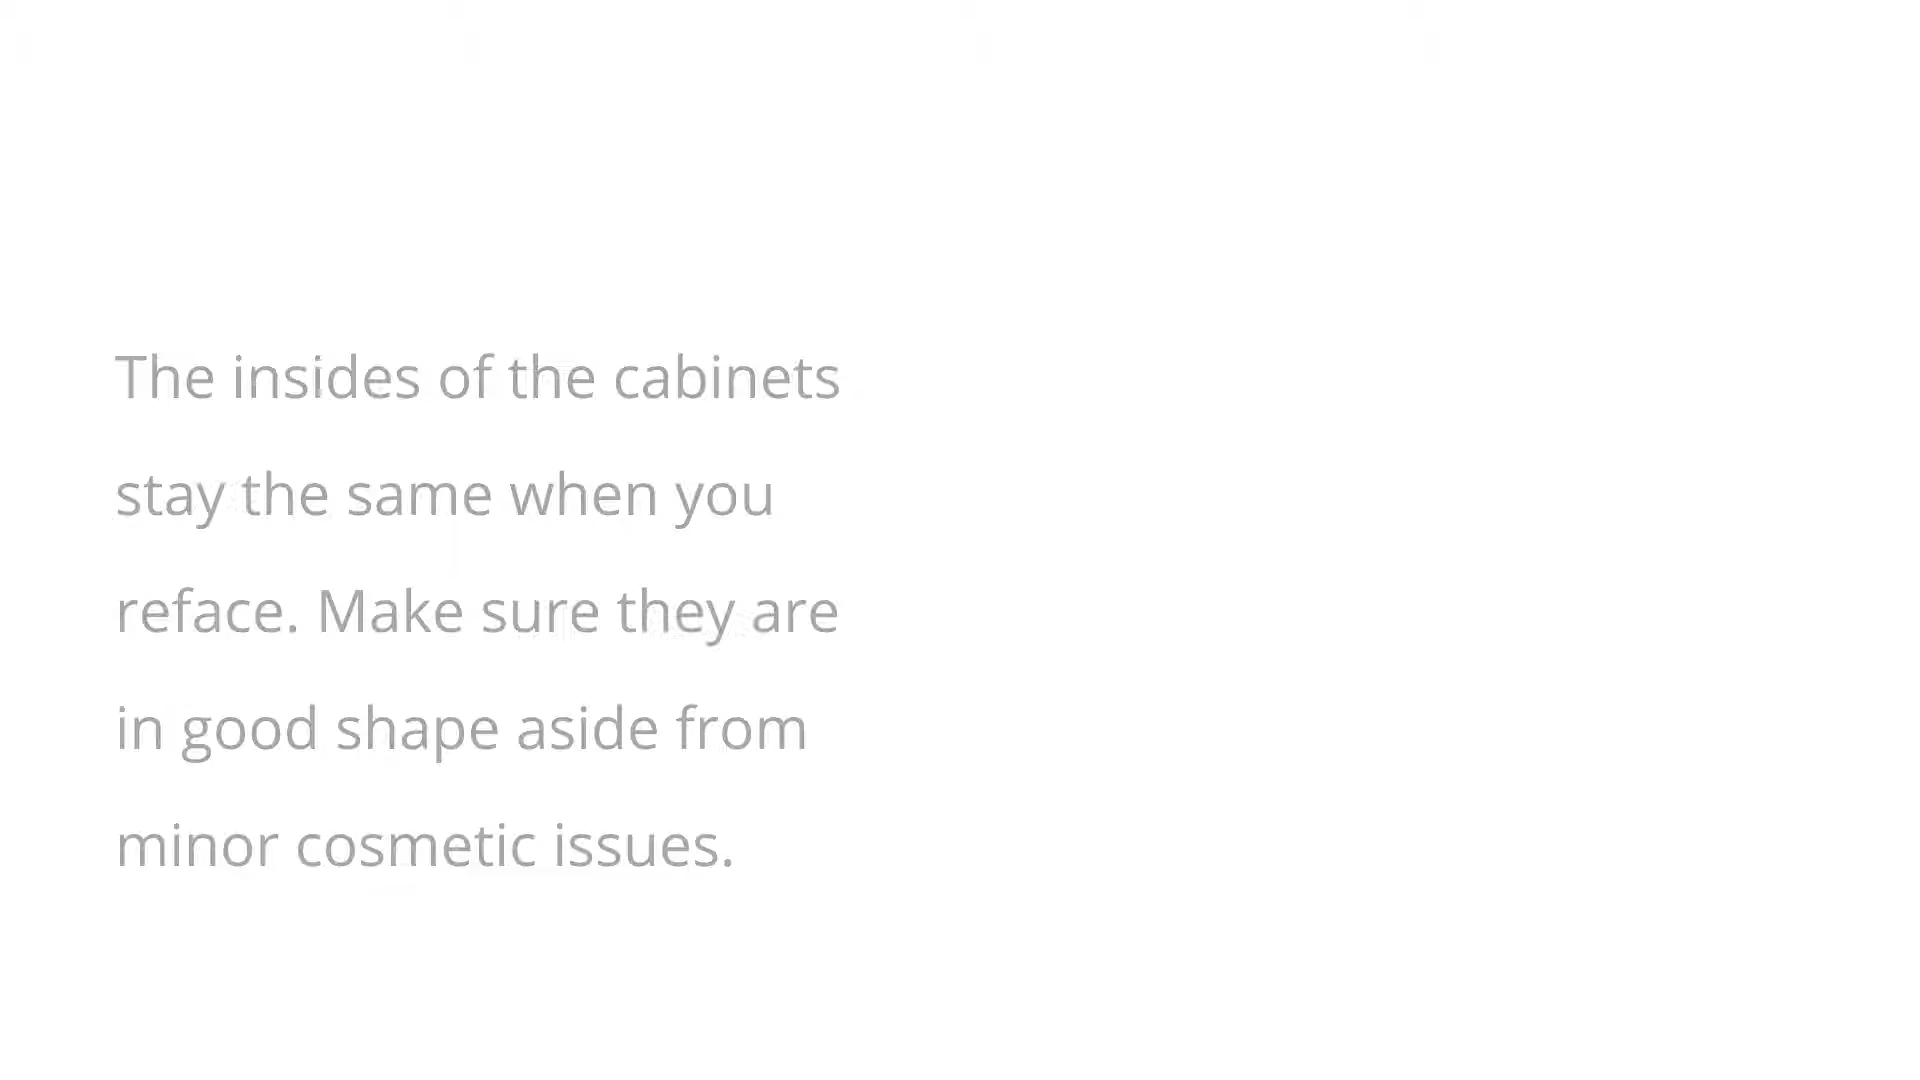 The insides of the cabinets
stay the same when you
reface. Make sure they are
in good shape aside from
minor cosmetic issues.